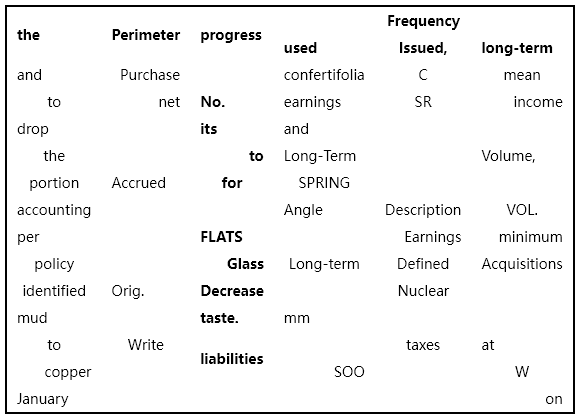 the Perimeter progress used Frequency Issued, long-term
and Purchase confertifolia C mean
to net No. earnings SR income
drop its and
the to Long-Term Volume,
portion Accrued for SPRING
accounting Angle Description VOL.
per FLATS Earnings minimum
policy Glass Long-term Defined Acquisitions
identified Orig. Decrease Nuclear
mud taste. mm
to Write liabilities taxes at
copper SOO W
January on